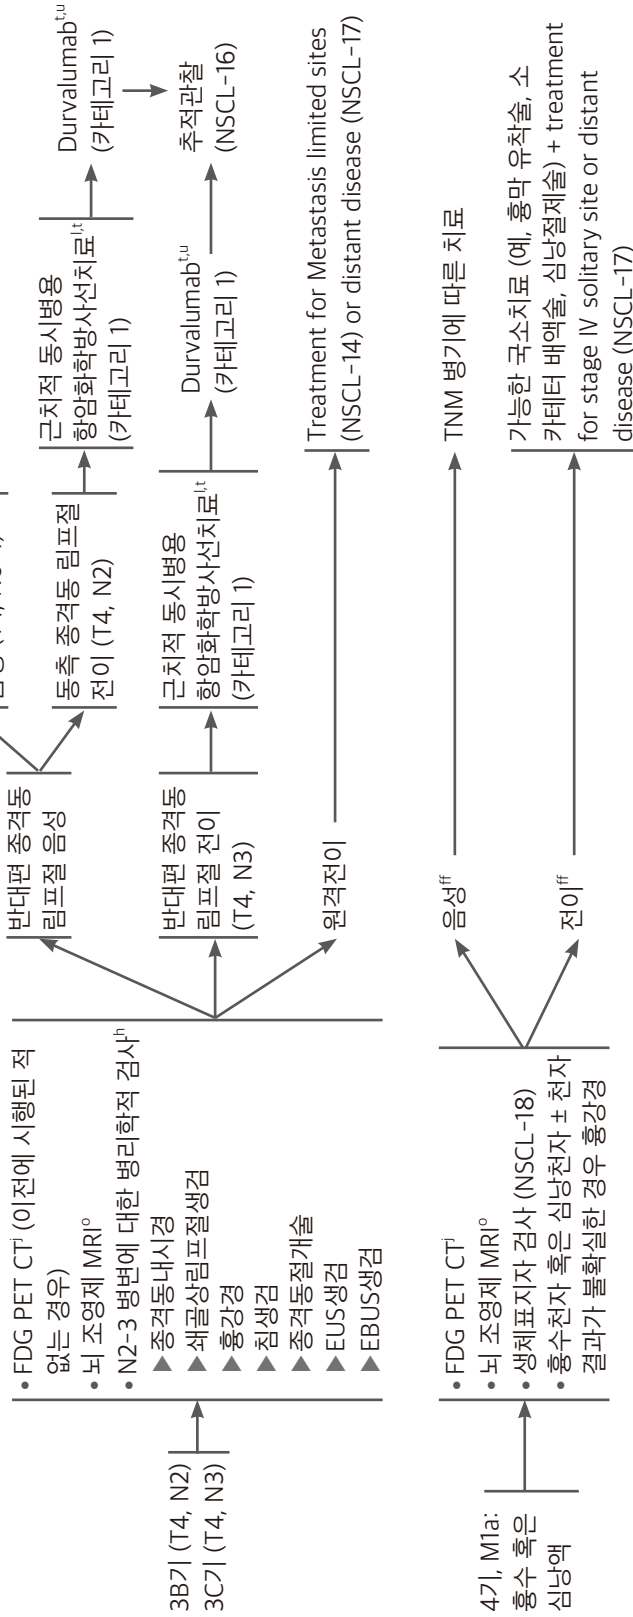 3B기 (T4, N2)
3C기 (T4, N3)
• FDG PET CTʲ (이전에 시행된 적
없는 경우)
• 뇌 조영제 MRIᵒ
• N2-3 병변에 대한 병리학적 검사ʰ
▶ 종격동내시경
▶ 쇄골상림프절생검
▶ 흉강경
▶ 침생검
▶ 종격동절개술
▶ EUS생검
▶ EBUS생검
반대편 종격동
림프절 음성
동측 종격동 림프절
전이 (T4, N2)
근치적 동시병용
항암화학방사선치료ˡ,ᵗ
(카테고리 1)
Durvalumabᵗ,ᵘ
(카테고리 1)
반대편 종격동
림프절 전이
(T4, N3)
근치적 동시병용
항암화학방사선치료ˡ,ᵗ
(카테고리 1)
Durvalumabᵗ,ᵘ
(카테고리 1)
추적관찰
(NSCL-16)
원격전이
Treatment for Metastasis limited sites
(NSCL-14) or distant disease (NSCL-17)
4기, M1a:
흉수 혹은
심낭액
• FDG PET CTʲ
• 뇌 조영제 MRIᵒ
• 생체표지자 검사 (NSCL-18)
• 흉수천자 혹은 심낭천자 ± 천자
결과가 불확실한 경우 흉강경
음성ᶠᶠ
TNM 병기에 따른 치료
전이ᶠᶠ
가능한 국소치료 (예, 흉막 유착술, 소
카테터 배액술, 심낭절제술) + treatment
for stage IV solitary site or distant
disease (NSCL-17)